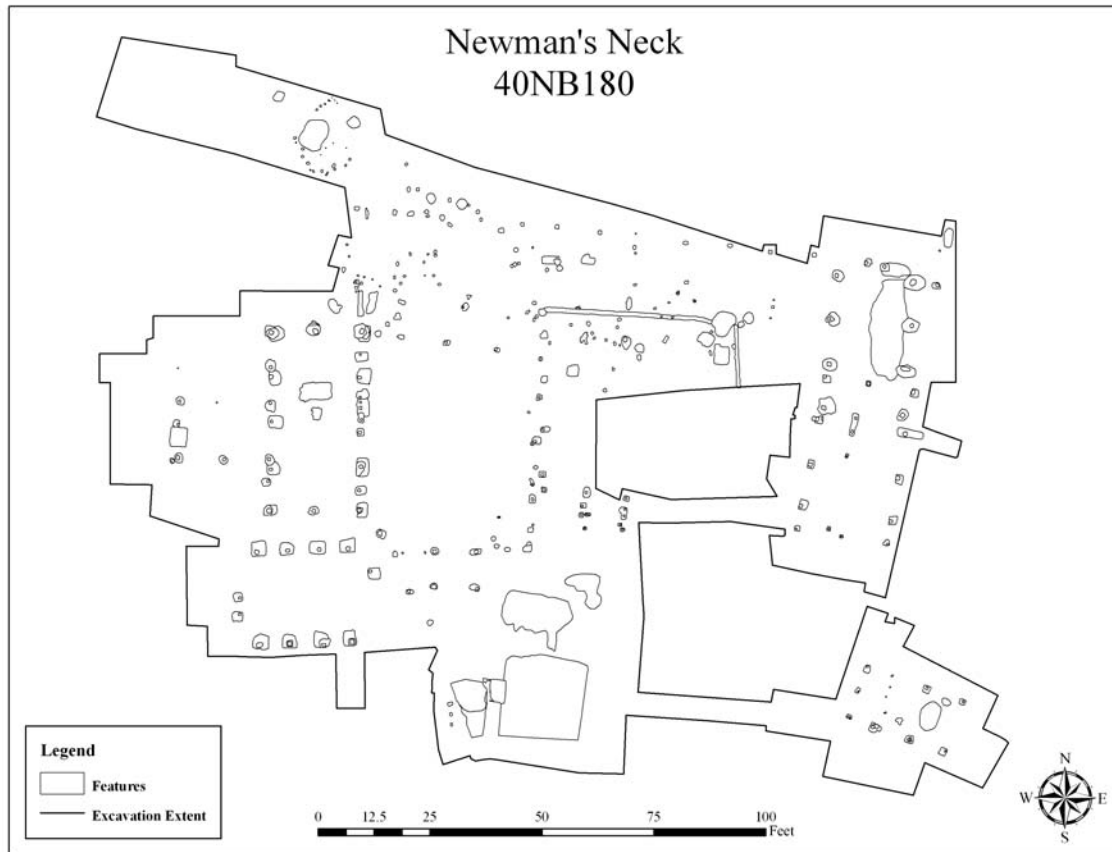 Newman's Neck
40NB180
Legend
Features
Excavation Extent
0 12.5 25 50 75 100
Feet
N
W E
S